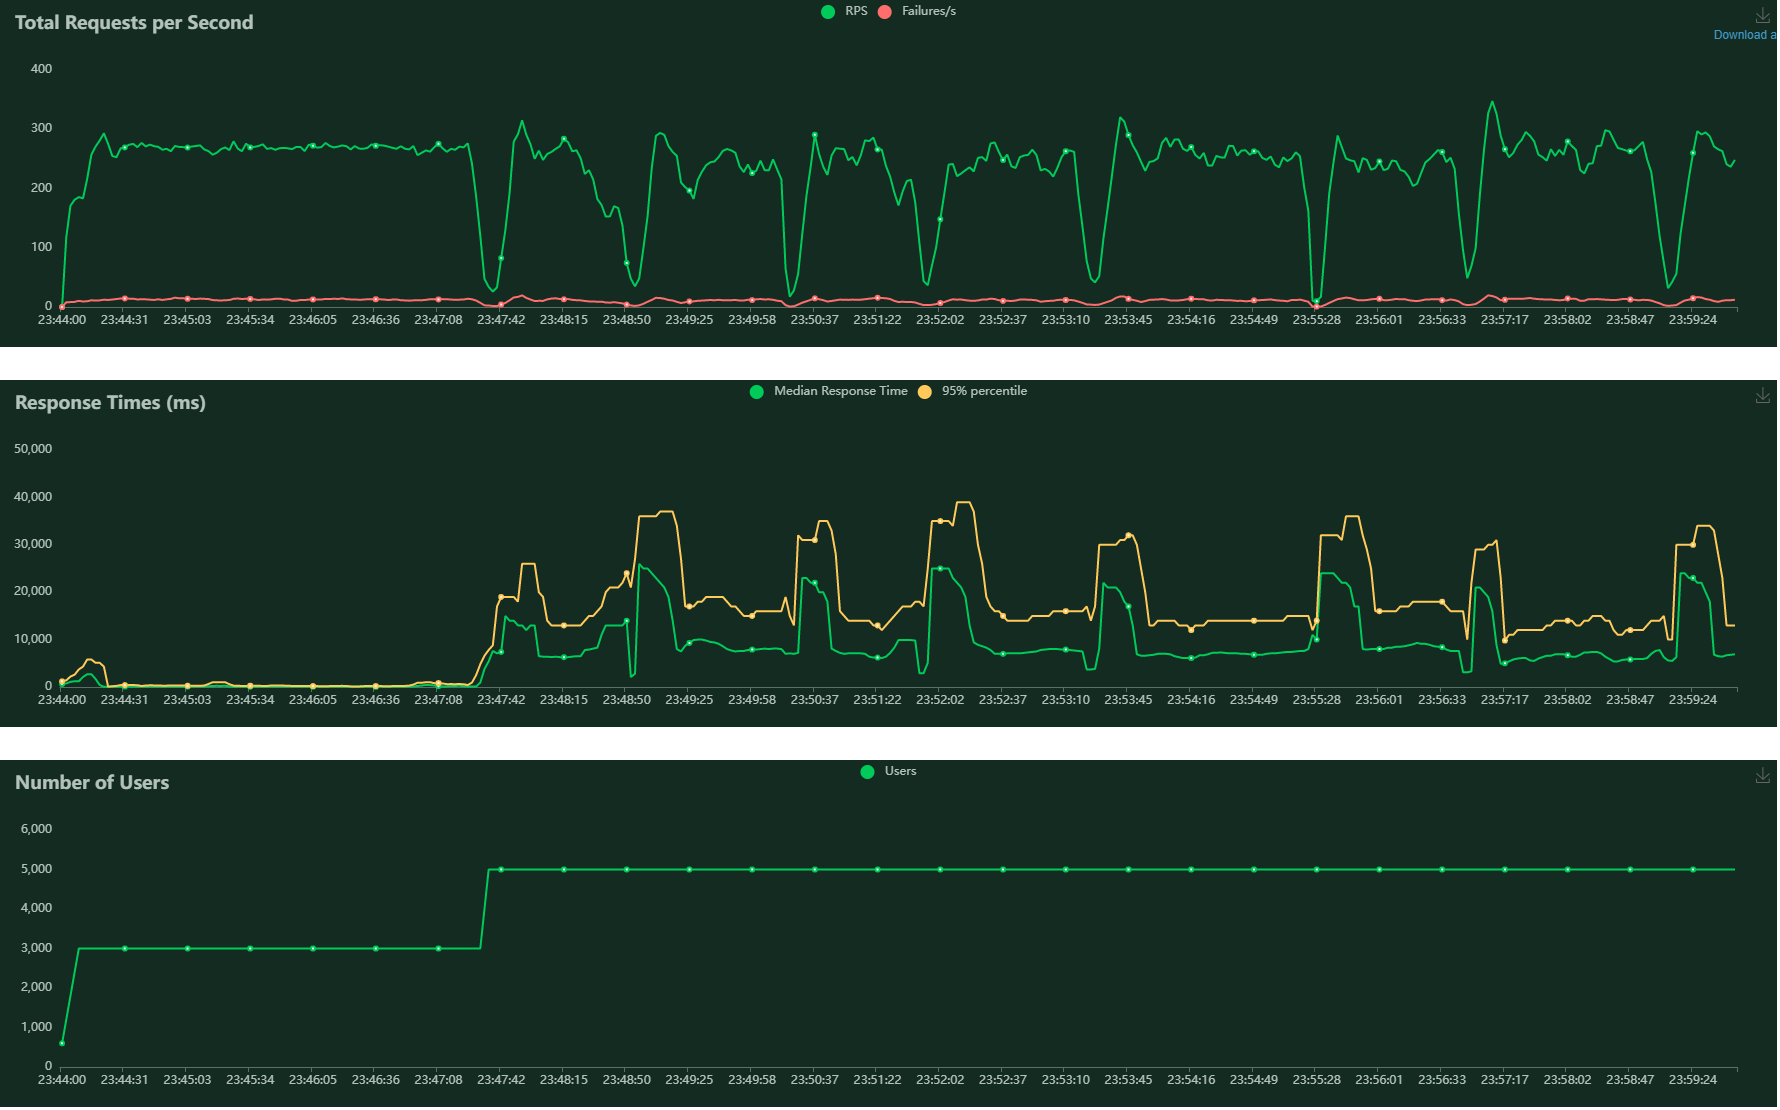 Total Requests per Second
RPS Failures/s
Download a
400
300
200
100
0
23:44:00 23:44:31 23:45:03 23:45:34 23:46:05 23:46:36 23:47:08 23:47:42 23:48:15 23:48:50 23:49:25 23:49:58 23:50:37 23:51:22 23:52:02 23:52:37 23:53:10 23:53:45 23:54:16 23:54:49 23:55:28 23:56:01 23:56:33 23:57:17 23:58:02 23:58:47 23:59:24
Response Times (ms)
Median Response Time 95% percentile
50,000
40,000
30,000
20,000
10,000
0
23:44:00 23:44:31 23:45:03 23:45:34 23:46:05 23:46:36 23:47:08 23:47:42 23:48:15 23:48:50 23:49:25 23:49:58 23:50:37 23:51:22 23:52:02 23:52:37 23:53:10 23:53:45 23:54:16 23:54:49 23:55:28 23:56:01 23:56:33 23:57:17 23:58:02 23:58:47 23:59:24
Number of Users
Users
6,000
5,000
4,000
3,000
2,000
1,000
0
23:44:00 23:44:31 23:45:03 23:45:34 23:46:05 23:46:36 23:47:08 23:47:42 23:48:15 23:48:50 23:49:25 23:49:58 23:50:37 23:51:22 23:52:02 23:52:37 23:53:10 23:53:45 23:54:16 23:54:49 23:55:28 23:56:01 23:56:33 23:57:17 23:58:02 23:58:47 23:59:24